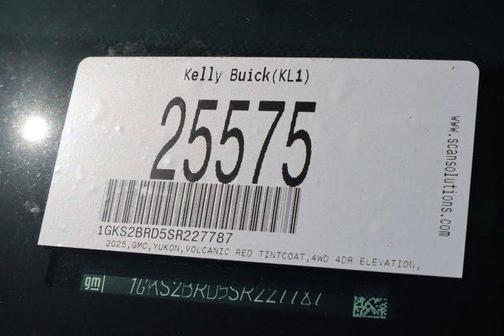 Kelly Buick(KL1)
25575
1GKS2BRD5SR227787
2025,GMC,YUKON,VOLCANIC RED TINTCOAT,4WD 4DR ELEVATION,
www.scansolutions.com
gm 1GKS2BRD5SR227787